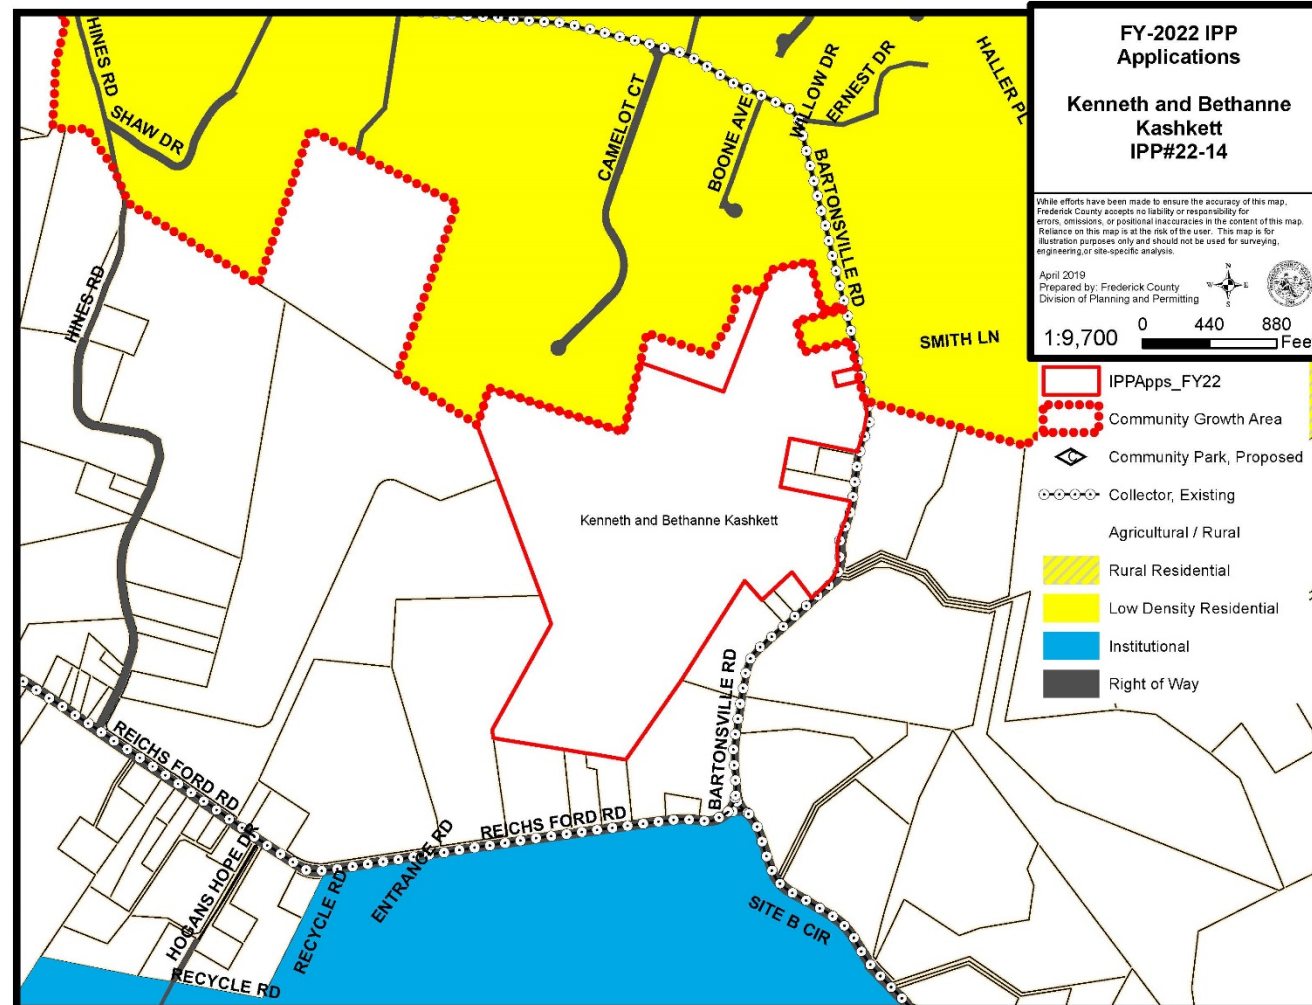 FY-2022 IPP
Applications
Kenneth and Bethanne
Kashkett
IPP#22-14
While efforts have been made to ensure the accuracy of this map,
Frederick County accepts no liability or responsibility for
errors, omissions, or positional inaccuracies in the content of this map.
Reliance on this map is at the risk of the user. This map is for
illustration purposes only and should not be used for surveying,
engineering,or site-specific analysis.
April 2019
Prepared by: Frederick County
Division of Planning and Permitting
N
W
E
S
1:9,700
0 440 880
Fee
IPPApps_FY22
Community Growth Area
C
Community Park, Proposed
Collector, Existing
Agricultural / Rural
Rural Residential
Low Density Residential
Institutional
Right of Way
HINES RD
SHAW DR
CAMELOT CT
BOONE AVE
WILLOW DR
ERNEST DR
HALLER PL
BARTONSVILLE RD
SMITH LN
HINES RD
Kenneth and Bethanne Kashkett
BARTONSVILLE RD
REICHS FORD RD
REICHS FORD RD
ENTRANCE RD
HOGANS HOPE DR
RECYCLE RD
RECYCLE RD
SITE B CIR